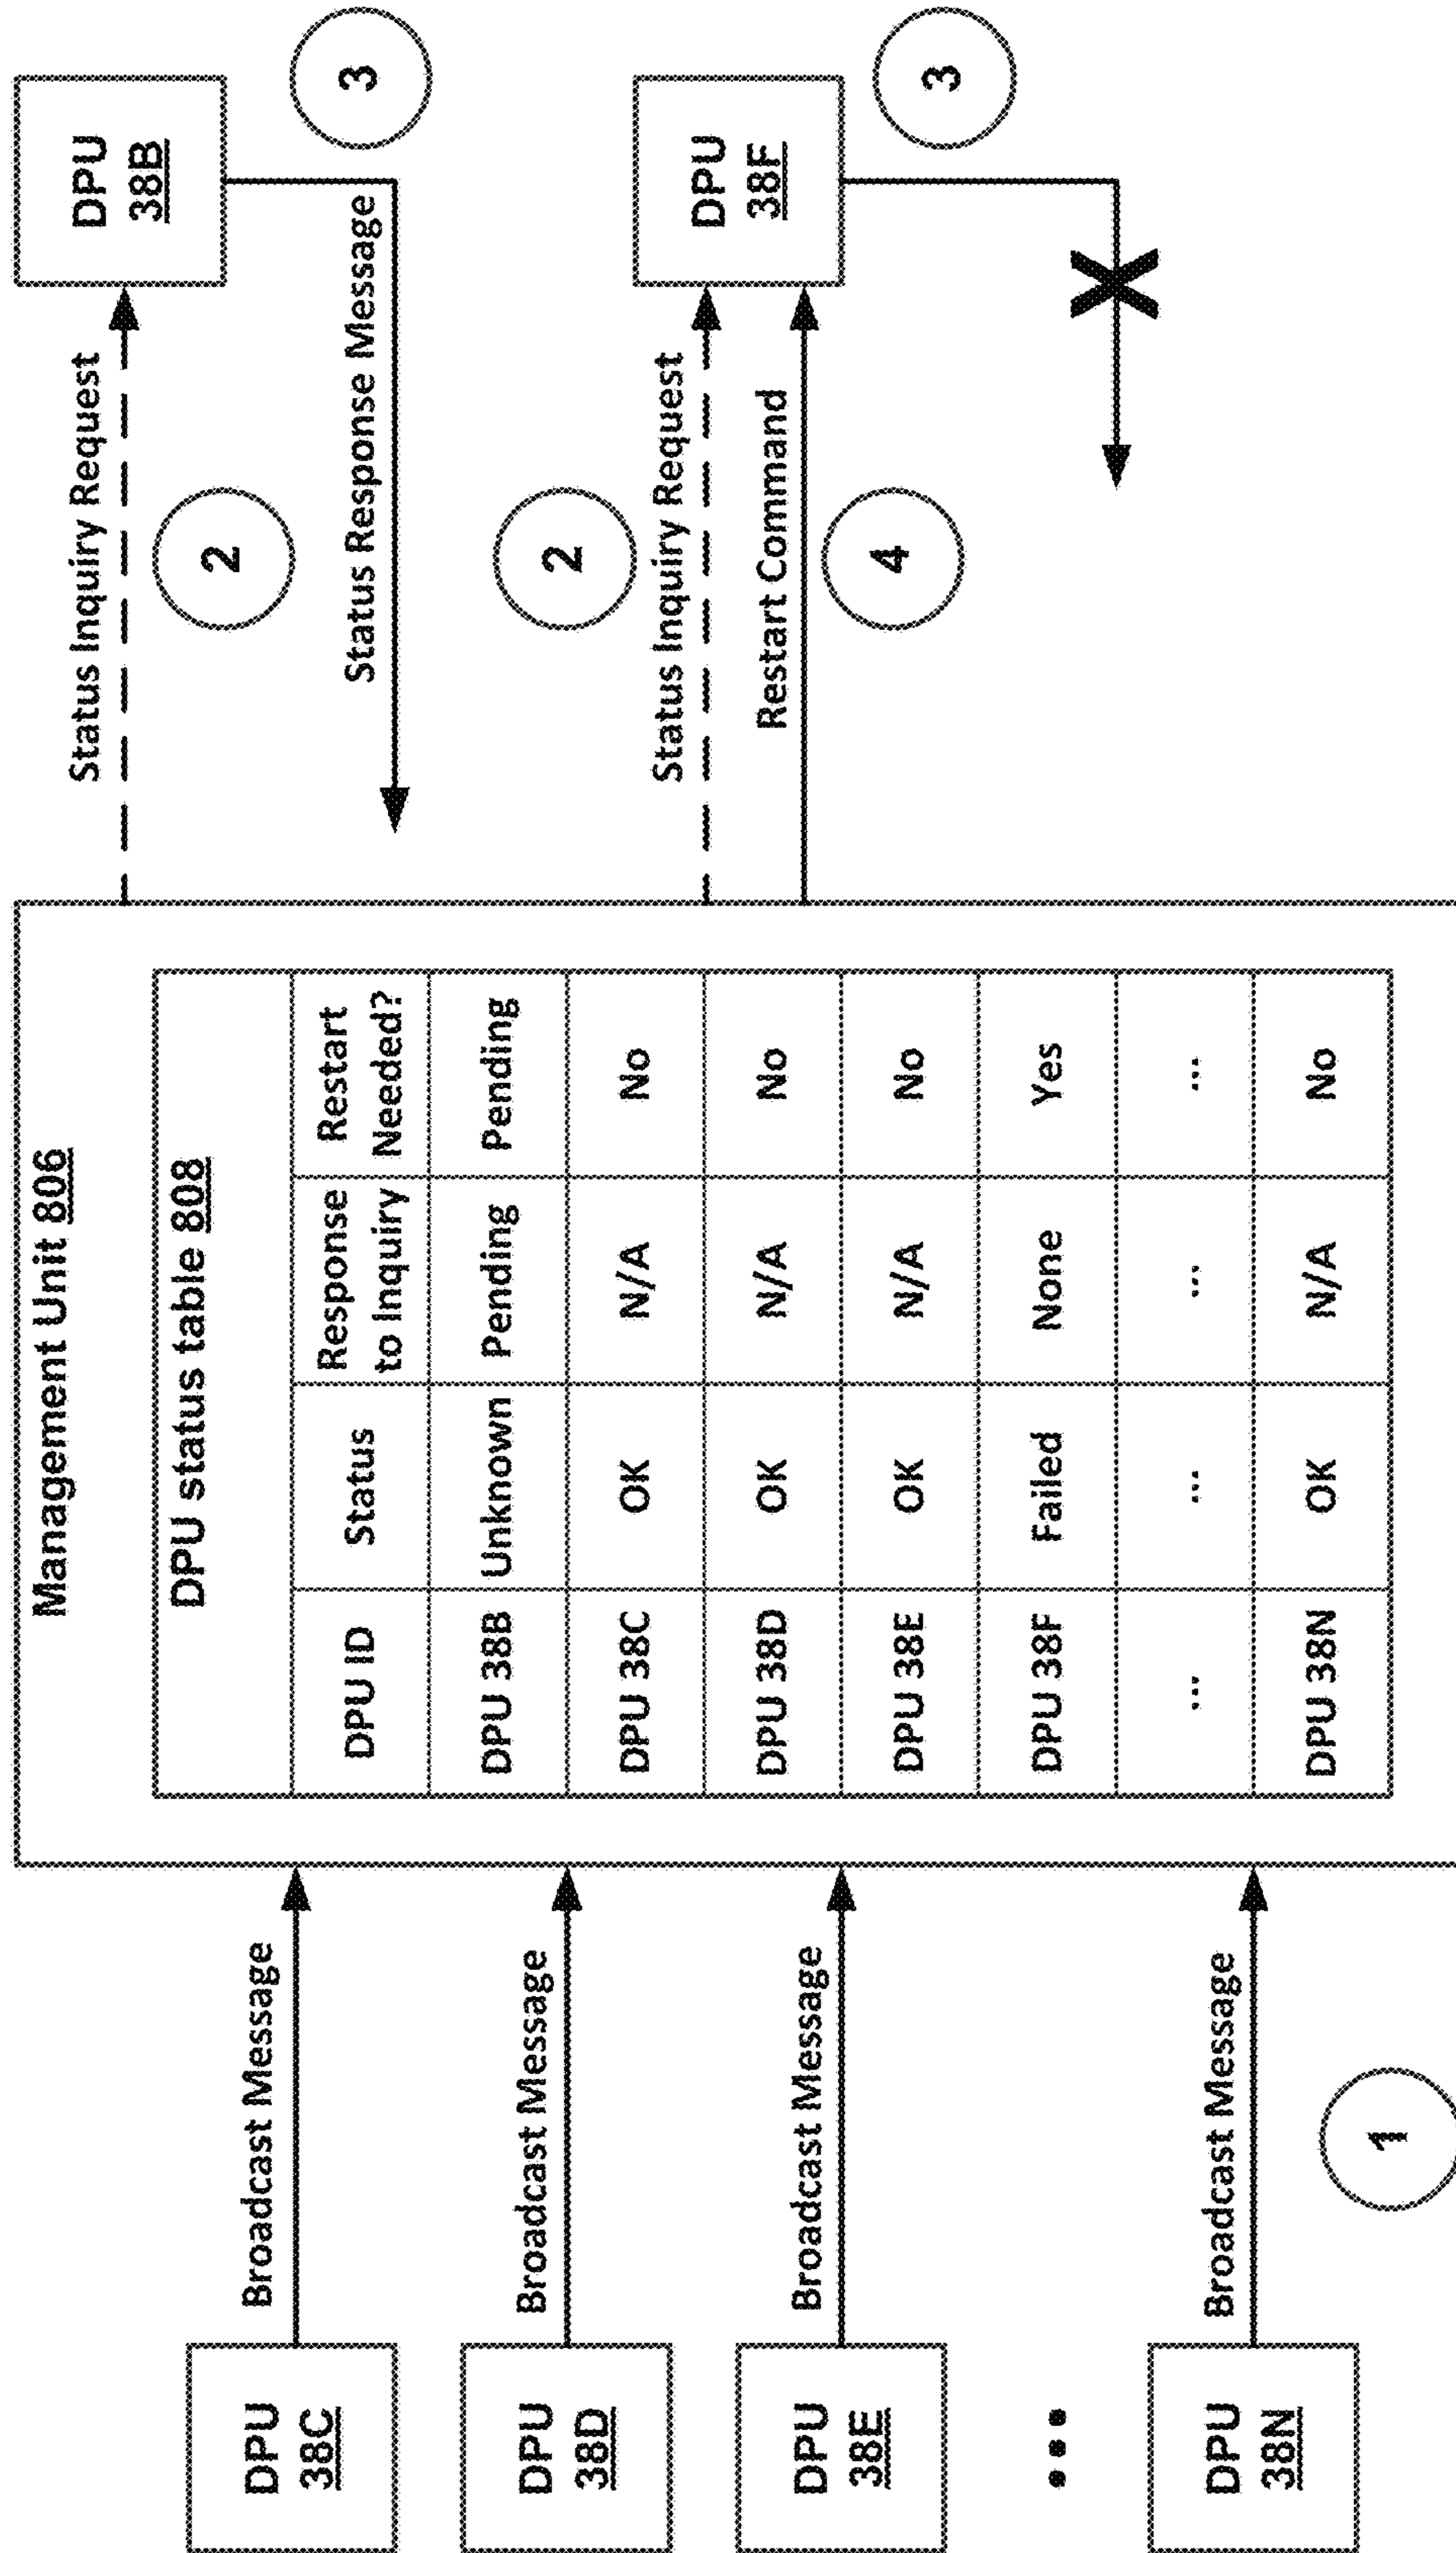 Management Unit 806
DPU status table 808
DPU ID Status Response to Inquiry Restart Needed?
DPU 38B Unknown Pending Pending
DPU 38C OK N/A No
DPU 38D OK N/A No
DPU 38E OK N/A No
DPU 38F Failed None Yes
... ... ... ...
DPU 38N OK N/A No
DPU
38C
Broadcast Message
DPU
38D
Broadcast Message
DPU
38E
Broadcast Message
DPU
38N
Broadcast Message
1
Status Inquiry Request
2
DPU
38B
3
Status Response Message
2
Status Inquiry Request
Restart Command
4
DPU
38F
3
X